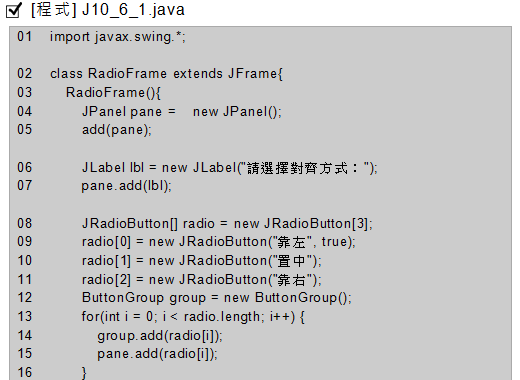 [程式] J10_6_1.java
01 import javax.swing.*;
02 class RadioFrame extends JFrame{
03 RadioFrame(){
04 JPanel pane = new JPanel();
05 add(pane);
06 JLabel lbl = new JLabel("請選擇對齊方式：");
07 pane.add(lbl);
08 JRadioButton[] radio = new JRadioButton[3];
09 radio[0] = new JRadioButton("靠左", true);
10 radio[1] = new JRadioButton("置中");
11 radio[2] = new JRadioButton("靠右");
12 ButtonGroup group = new ButtonGroup();
13 for(int i = 0; i < radio.length; i++) {
14 group.add(radio[i]);
15 pane.add(radio[i]);
16 }